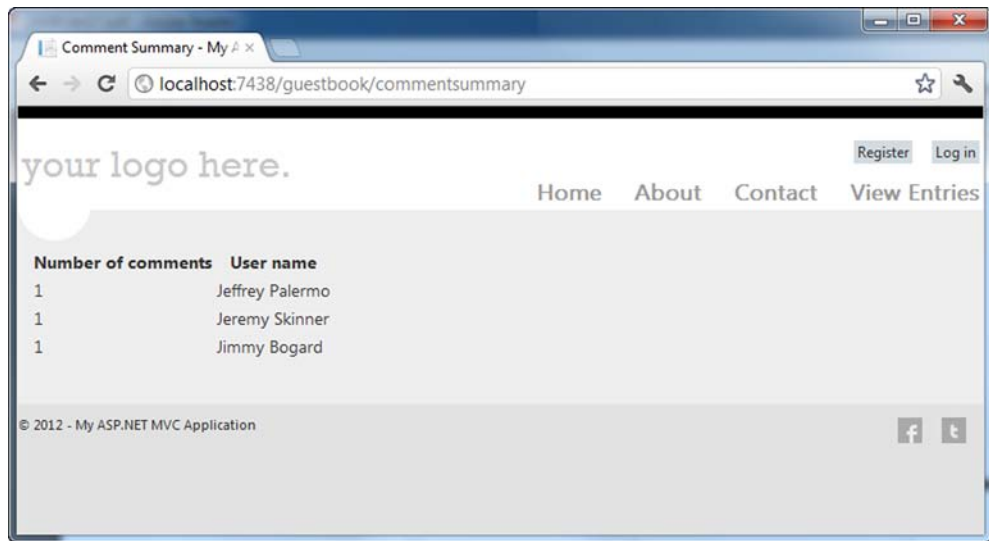 Comment Summary - My A
localhost:7438/guestbook/commentsummary
your logo here.
Register Log in
Home About Contact View Entries
Number of comments User name
1 Jeffrey Palermo
1 Jeremy Skinner
1 Jimmy Bogard
© 2012 - My ASP.NET MVC Application